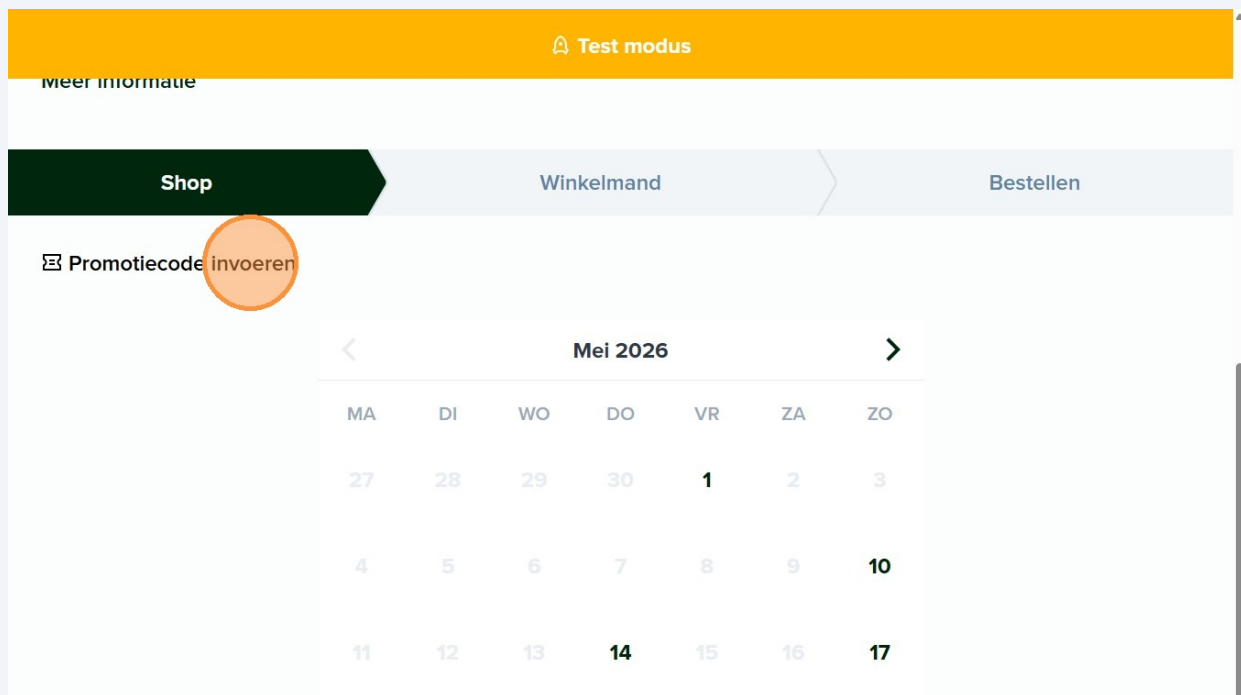 Test modus
Meer informatie
Shop
Winkelmand
Bestellen
Promotiecode invoeren
Mei 2026
MA DI WO DO VR ZA ZO
27 28 29 30 1 2 3
4 5 6 7 8 9 10
11 12 13 14 15 16 17